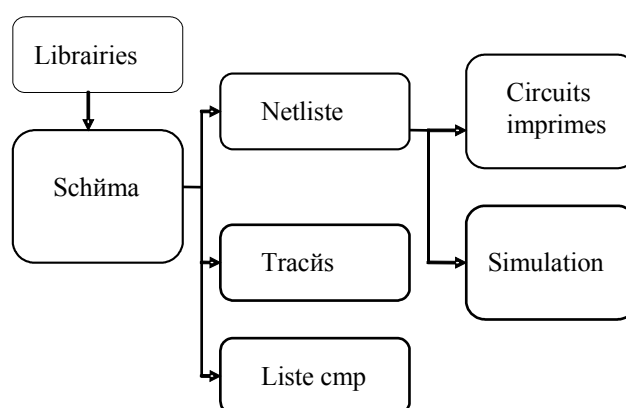 Librairies
Schйma
Netliste
Tracйs
Liste cmp
Circuits
imprimes
Simulation